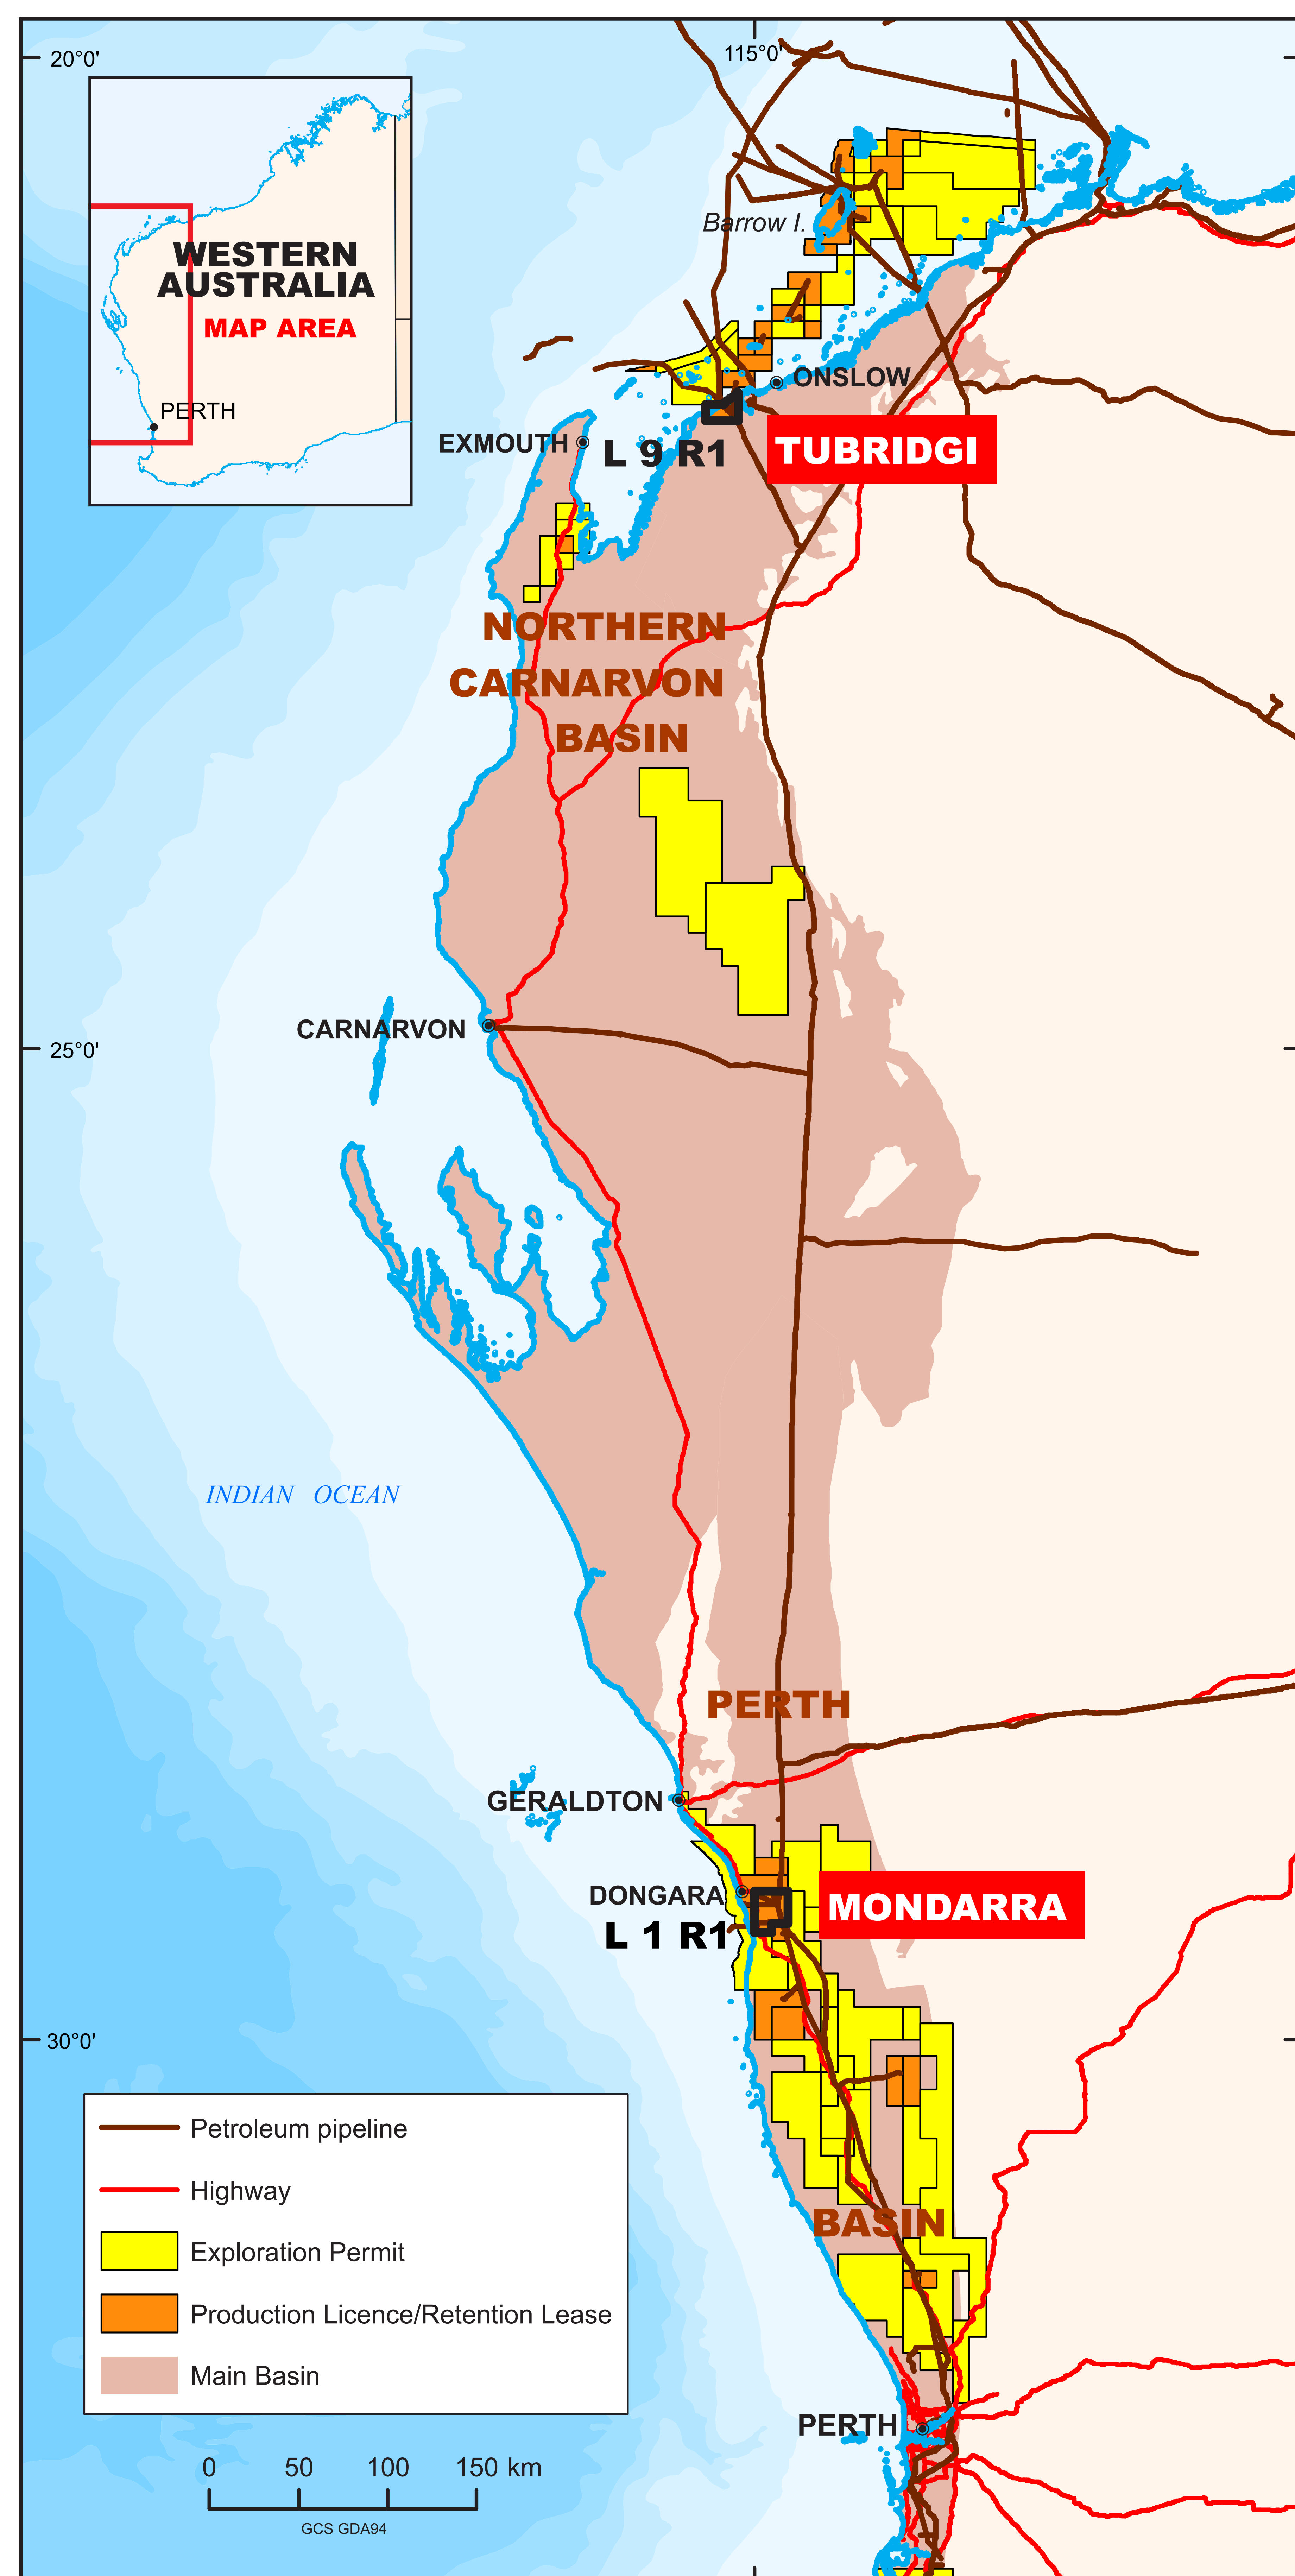 20°0'
115°0'
WESTERN
AUSTRALIA
MAP AREA
PERTH
Barrow I.
ONSLOW
EXMOUTH
L 9 R1
TUBRIDGI
NORTHERN
CARNARVON
BASIN
CARNARVON
25°0'
INDIAN OCEAN
PERTH
GERALDTON
DONGARA
MONDARRA
L 1 R1
30°0'
Petroleum pipeline
Highway
Exploration Permit
Production Licence/Retention Lease
Main Basin
BASIN
PERTH
0 50 100 150 km
GCS GDA94